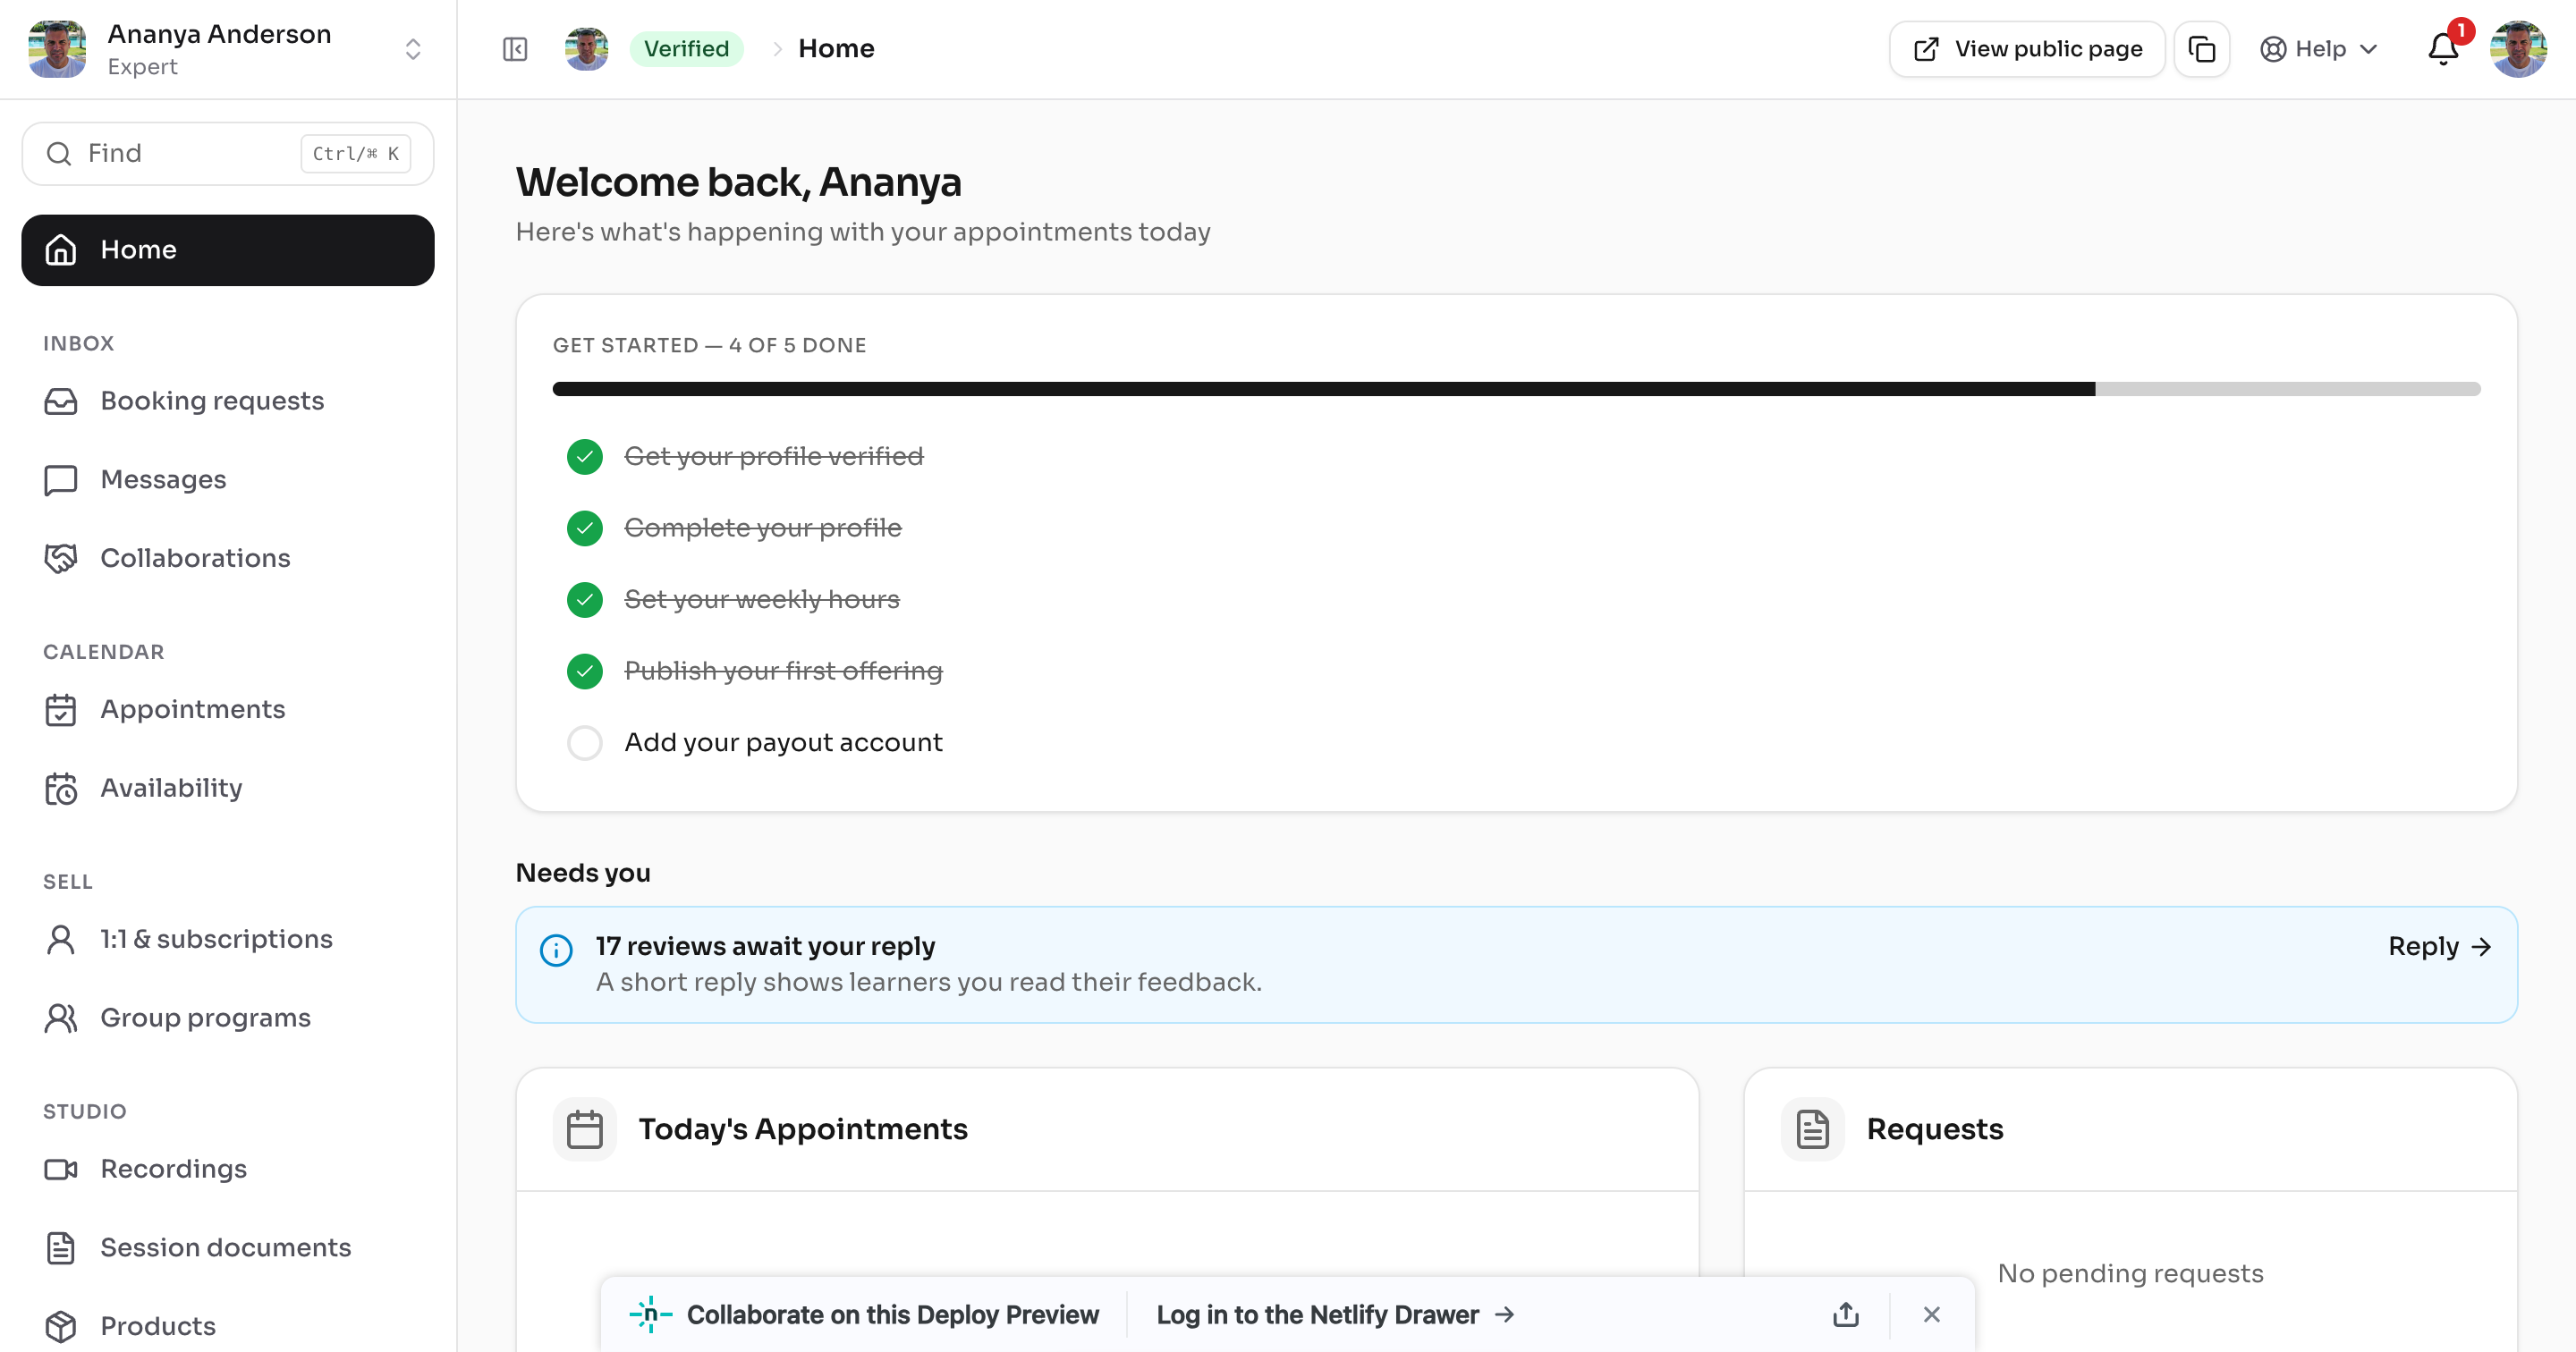 Ananya Anderson
Expert
Find
Ctrl/⌘ K
Home
INBOX
Booking requests
Messages
Collaborations
CALENDAR
Appointments
Availability
SELL
1:1 & subscriptions
Group programs
STUDIO
Recordings
Session documents
Products
Verified
Home
View public page
Help
1
Welcome back, Ananya
Here's what's happening with your appointments today
GET STARTED — 4 OF 5 DONE
Get your profile verified
Complete your profile
Set your weekly hours
Publish your first offering
Add your payout account
Needs you
17 reviews await your reply
A short reply shows learners you read their feedback.
Reply →
Today's Appointments
Requests
No pending requests
n
Collaborate on this Deploy Preview
Log in to the Netlify Drawer →